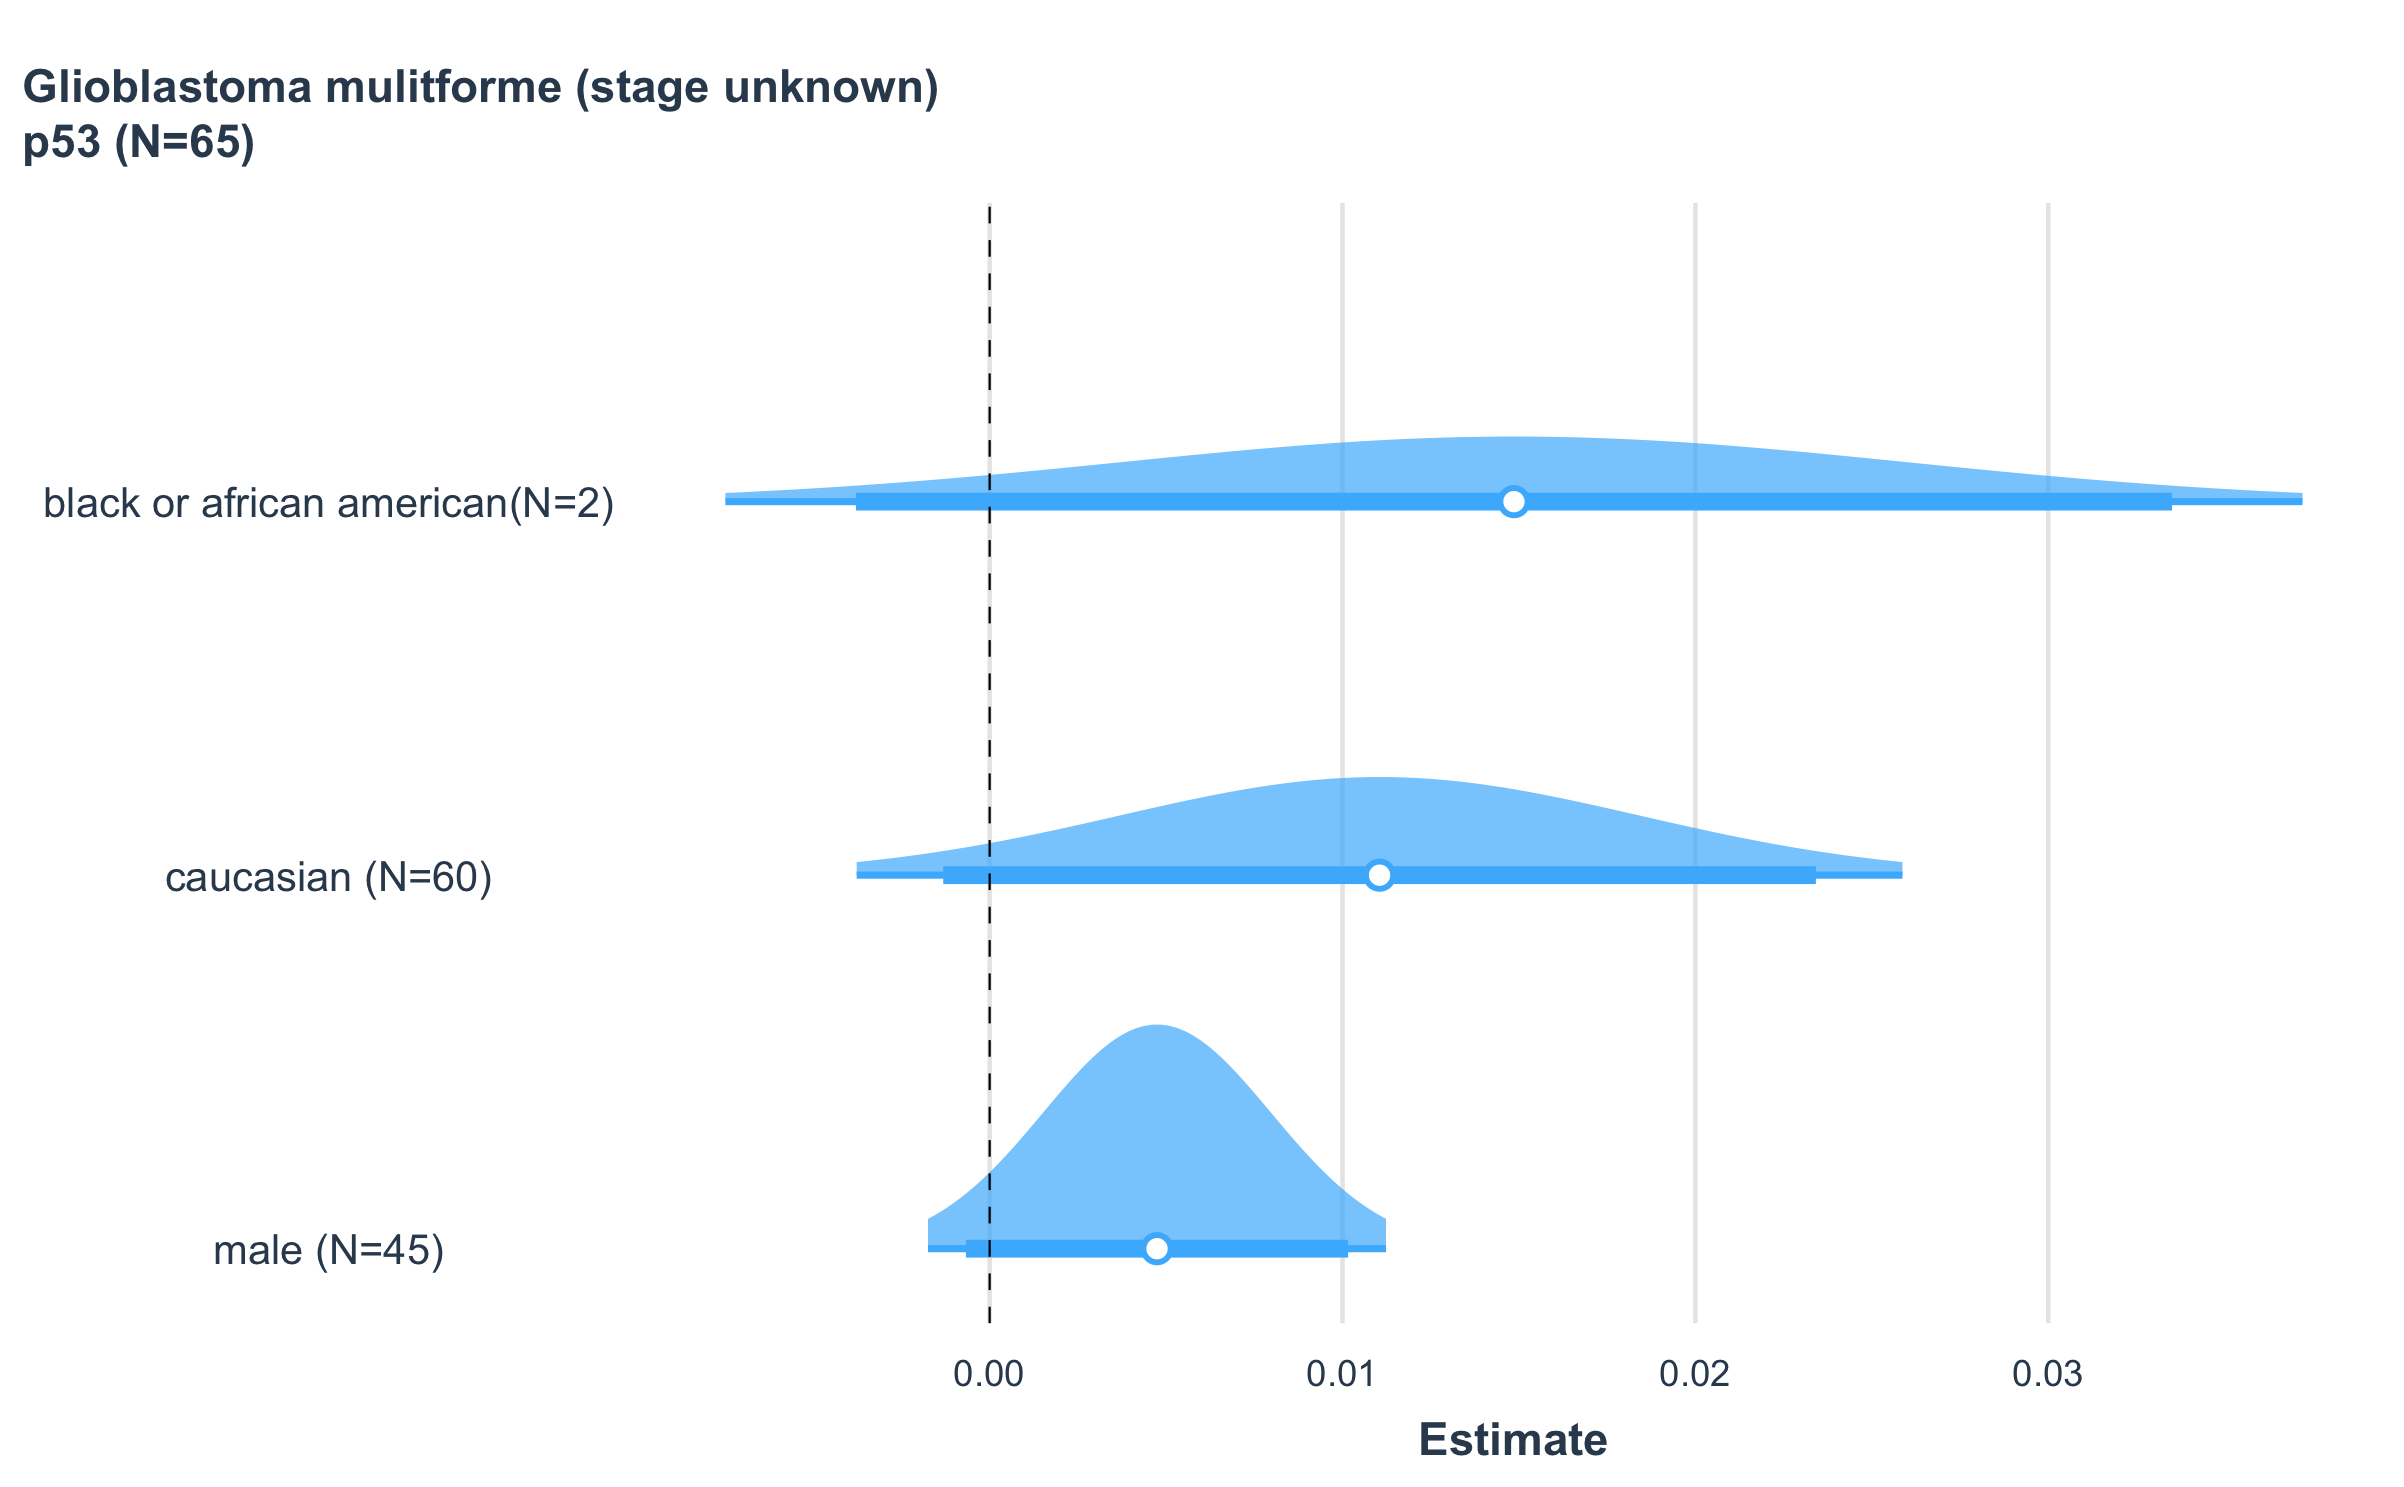 Glioblastoma mulitforme (stage unknown)
p53 (N=65)
black or african american(N=2)
caucasian (N=60)
male (N=45)
0.00 0.01 0.02 0.03
Estimate